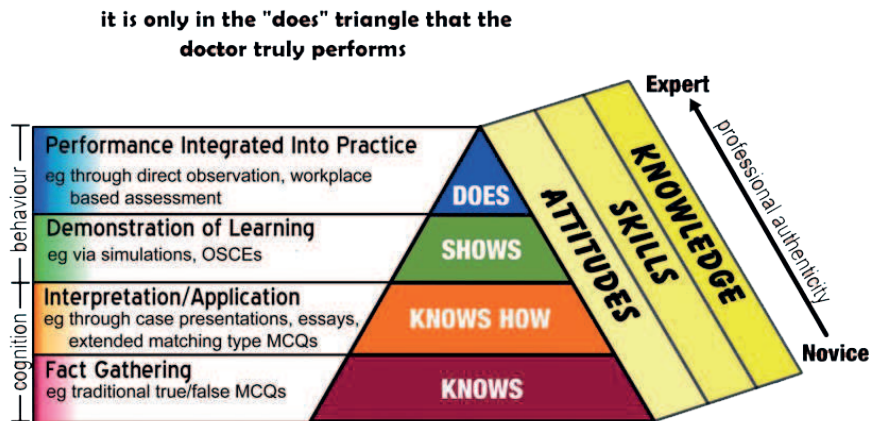 it is only in the "does" triangle that the
doctor truly performs
Expert
professional authenticity
Novice
behaviour
cognition
Performance Integrated Into Practice
eg through direct observation, workplace
based assessment
DOES
Demonstration of Learning
eg via simulations, OSCEs
SHOWS
Interpretation/Application
eg through case presentations, essays,
extended matching type MCQs
KNOWS HOW
Fact Gathering
eg traditional true/false MCQs
KNOWS
ATTITUDES
SKILLS
KNOWLEDGE